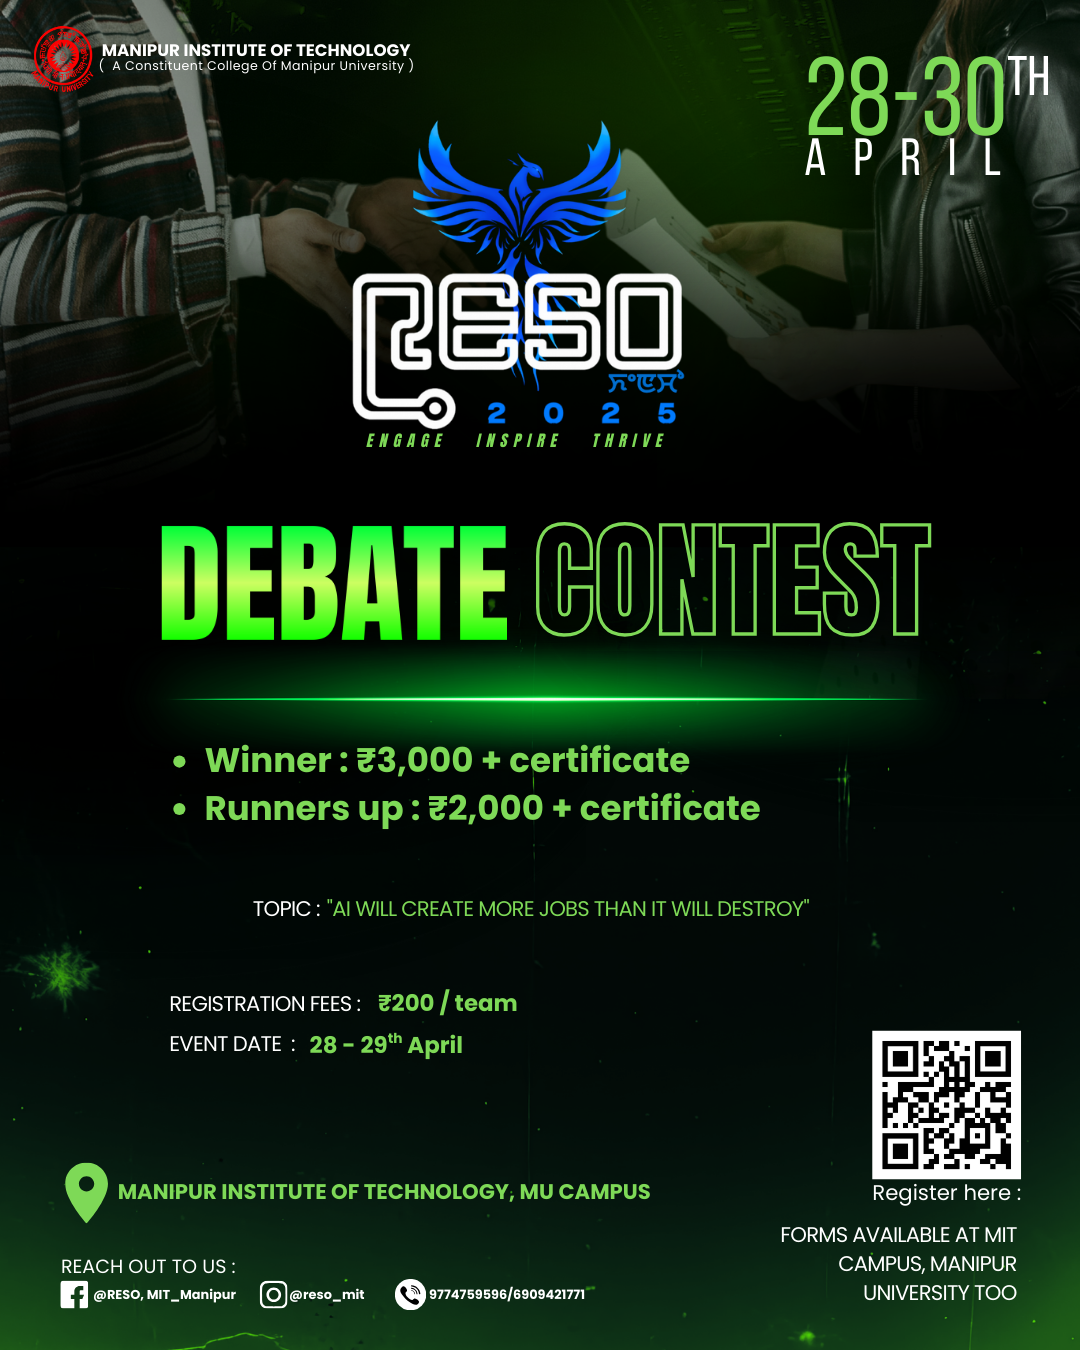 MANIPUR INSTITUTE OF TECHNOLOGY
( A Constituent College Of Manipur University )
28-30TH
APRIL
RESO
2025
ENGAGE INSPIRE THRIVE
DEBATE CONTEST
• Winner : ₹3,000 + certificate
• Runners up : ₹2,000 + certificate
TOPIC : "AI WILL CREATE MORE JOBS THAN IT WILL DESTROY"
REGISTRATION FEES : ₹200 / team
EVENT DATE : 28 - 29th April
MANIPUR INSTITUTE OF TECHNOLOGY, MU CAMPUS
Register here :
FORMS AVAILABLE AT MIT
CAMPUS, MANIPUR
UNIVERSITY TOO
REACH OUT TO US :
@RESO, MIT_Manipur @reso_mit 9774759596/6909421771